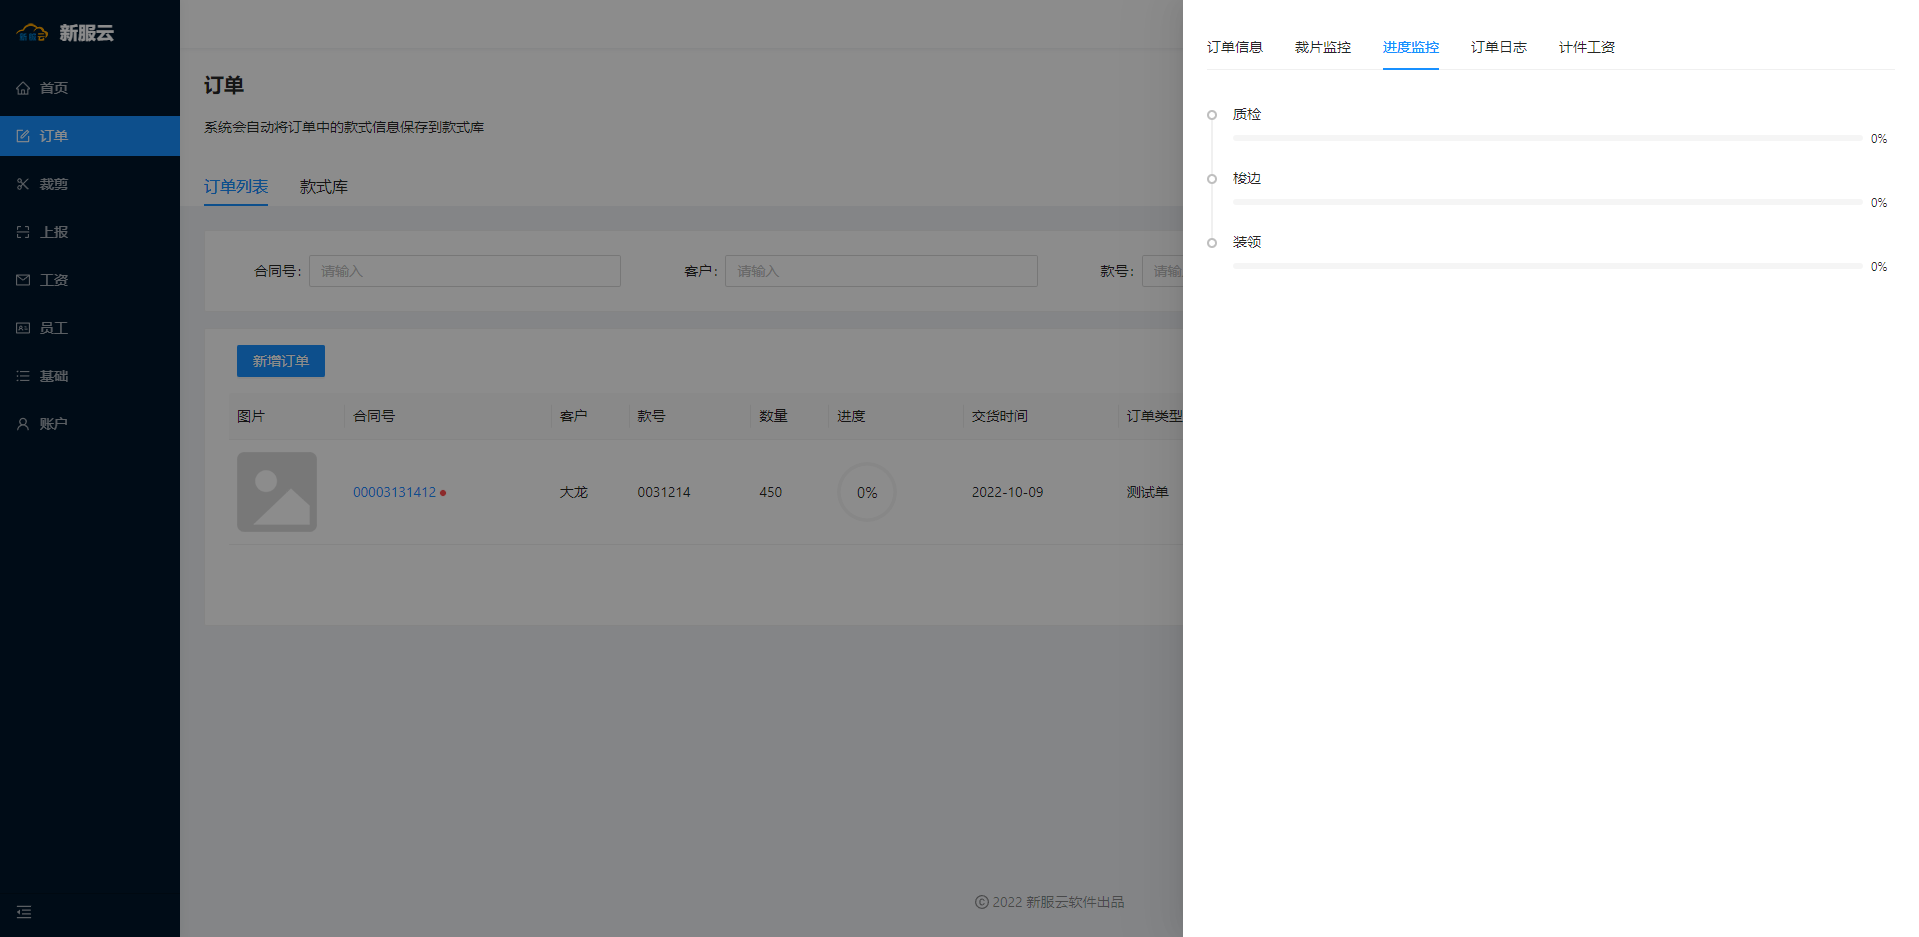 新服云
首页
订单
裁剪
上报
工资
员工
基础
账户
订单
系统会自动将订单中的款式信息保存到款式库
订单列表 款式库
合同号: 请输入 客户: 请输入 款号: 请输
新增订单
图片 合同号 客户 款号 数量 进度 交货时间 订单类型
00003131412 大龙 0031214 450 0% 2022-10-09 测试单
© 2022 新服云软件出品
订单信息 裁片监控 进度监控 订单日志 计件工资
质检
0%
梭边
0%
装领
0%